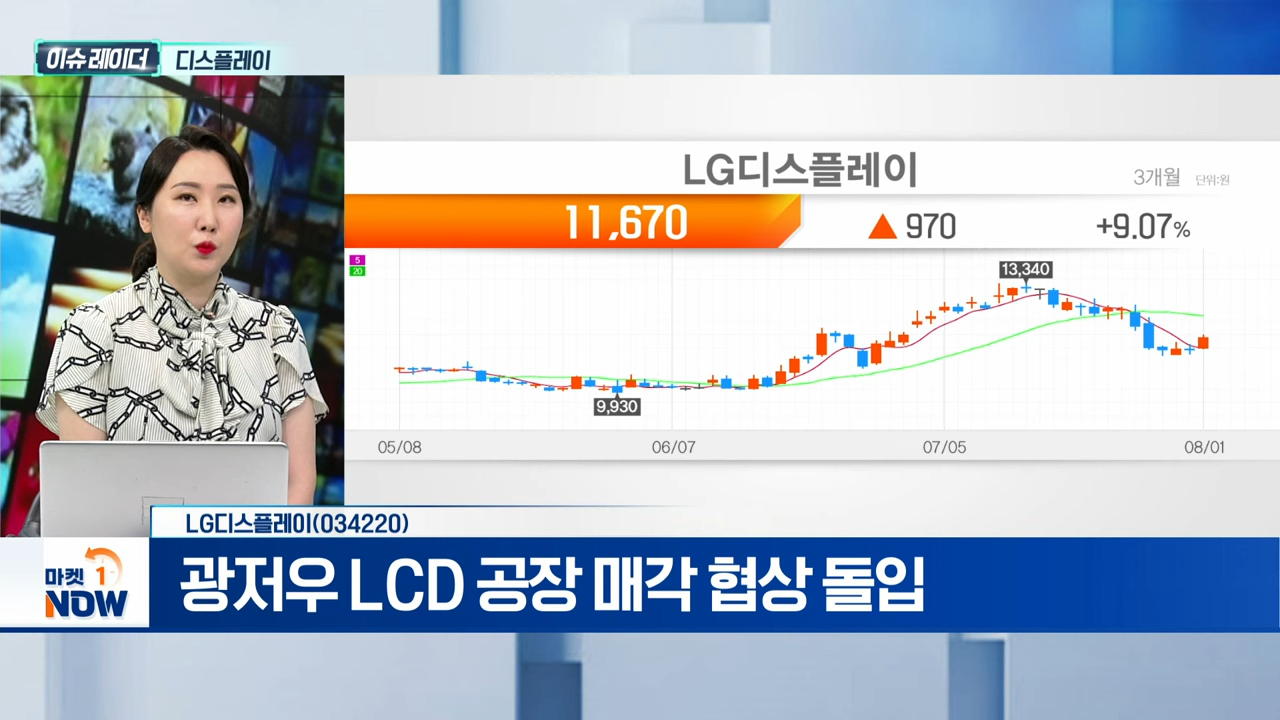 이슈 레이더 디스플레이
LG디스플레이
3개월 단위:원
11,670 ▲ 970 +9.07%
5
20
13,340
9,930
05/08 06/07 07/05 08/01
LG디스플레이(034220)
마켓 1
NOW
광저우 LCD 공장 매각 협상 돌입